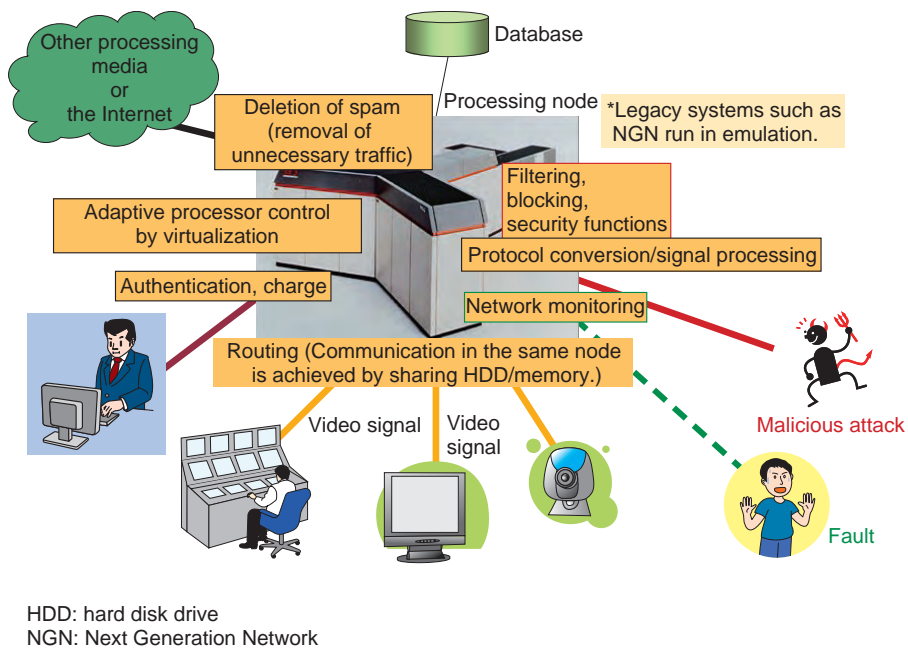 Other processing
media
or
the Internet
Database
Deletion of spam
(removal of
unnecessary traffic)
Processing node
*Legacy systems such as
NGN run in emulation.
Filtering,
blocking,
security functions
Adaptive processor control
by virtualization
Protocol conversion/signal processing
Authentication, charge
Network monitoring
Routing (Communication in the same node
is achieved by sharing HDD/memory.)
Video signal
Video
signal
Malicious attack
Fault
HDD: hard disk drive
NGN: Next Generation Network